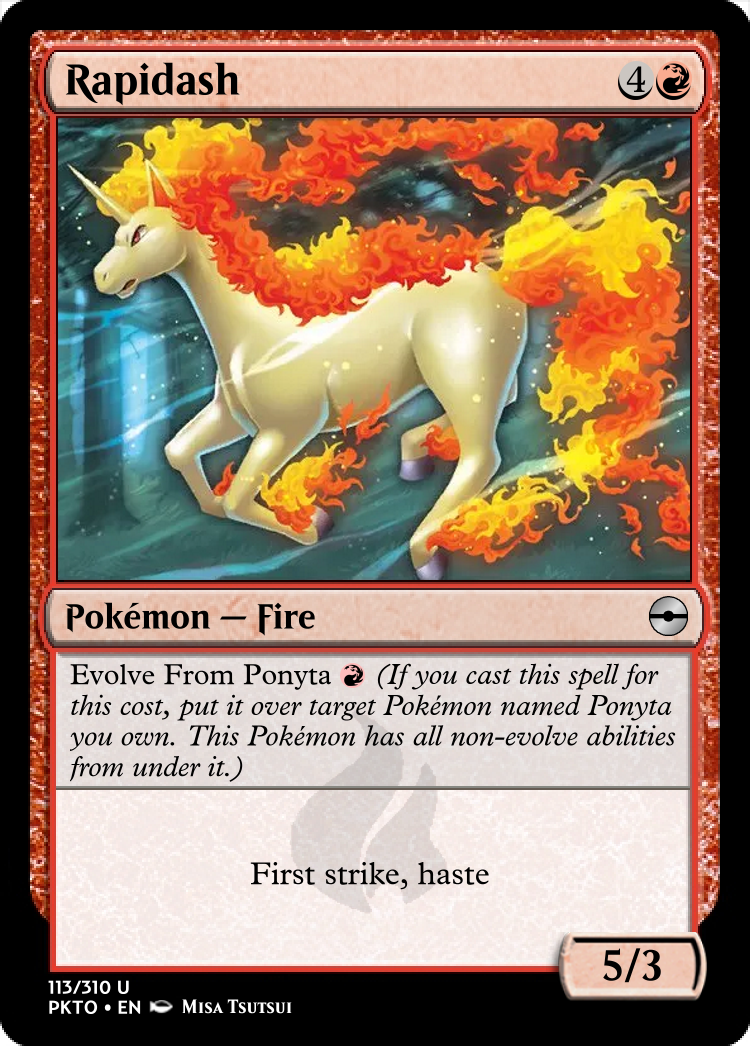 Rapidash 4
Pokémon — Fire
Evolve From Ponyta (If you cast this spell for
this cost, put it over target Pokémon named Ponyta
you own. This Pokémon has all non-evolve abilities
from under it.)
First strike, haste
5/3
113/310 U
PKTO • EN Misa Tsutsui